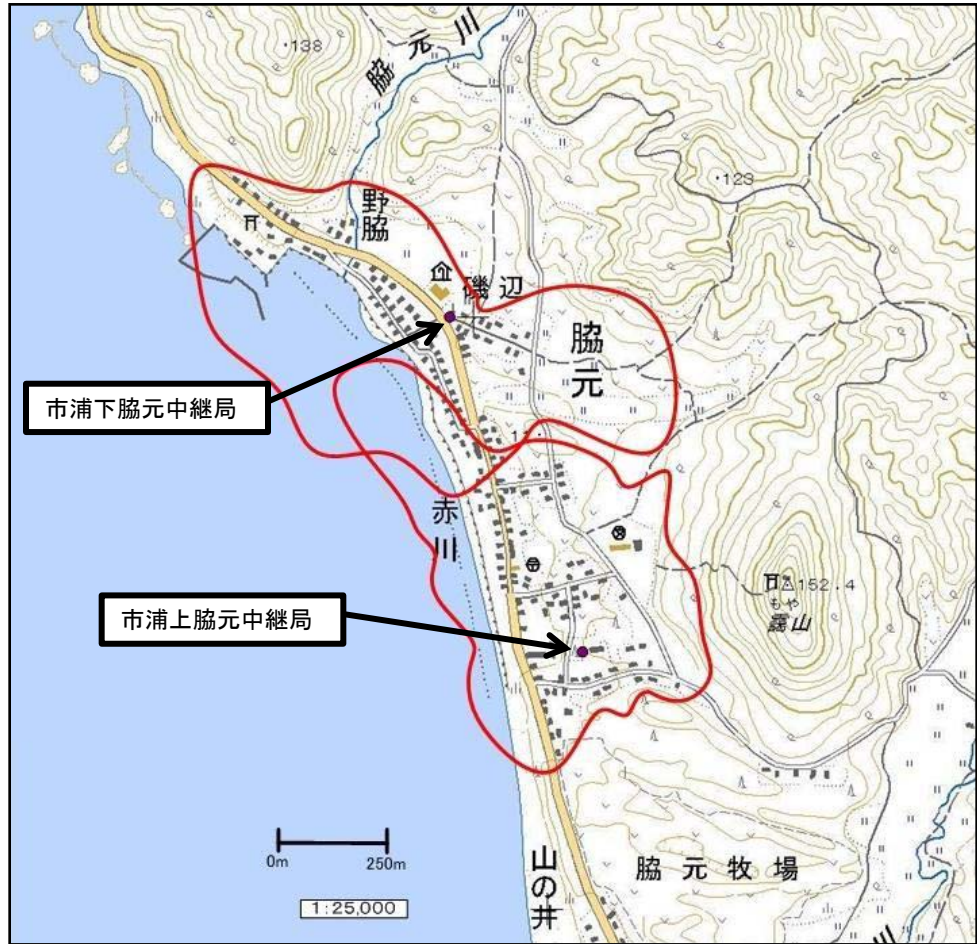 ・138
脇元川
・123
野脇
磯辺
脇元
市浦下脇元中継局
赤川
152.4
もや
靄山
市浦上脇元中継局
0m
250m
1:25,000
山の井
脇元牧場
川